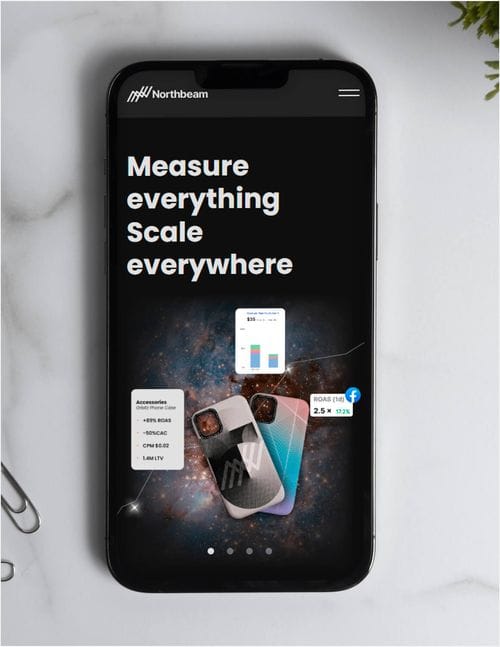 Northbeam
Measure
everything
Scale
everywhere
$35
Accessories
Orbitz Phone Case
+89% ROAS
-50%CAC
CPM $0.02
1.4M LTV
ROAS (1d)
2.5 × 17.2%